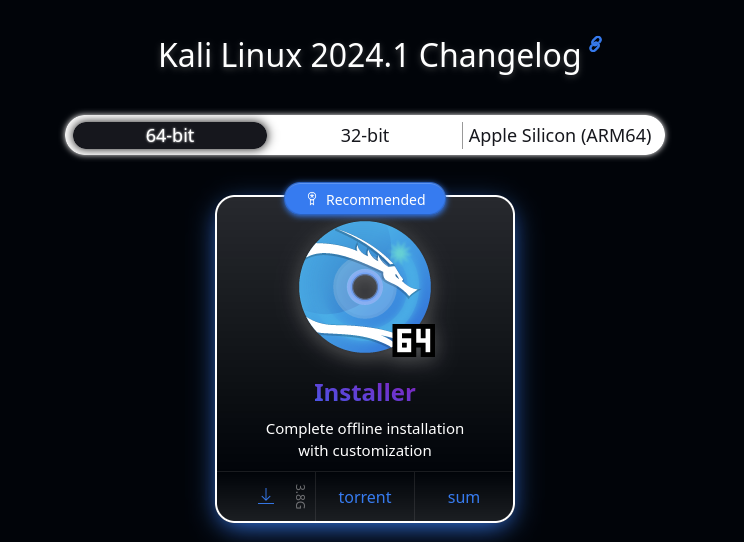 Kali Linux 2024.1 Changelog
64-bit
32-bit
Apple Silicon (ARM64)
Recommended
64
Installer
Complete offline installation
with customization
3.8G
torrent
sum